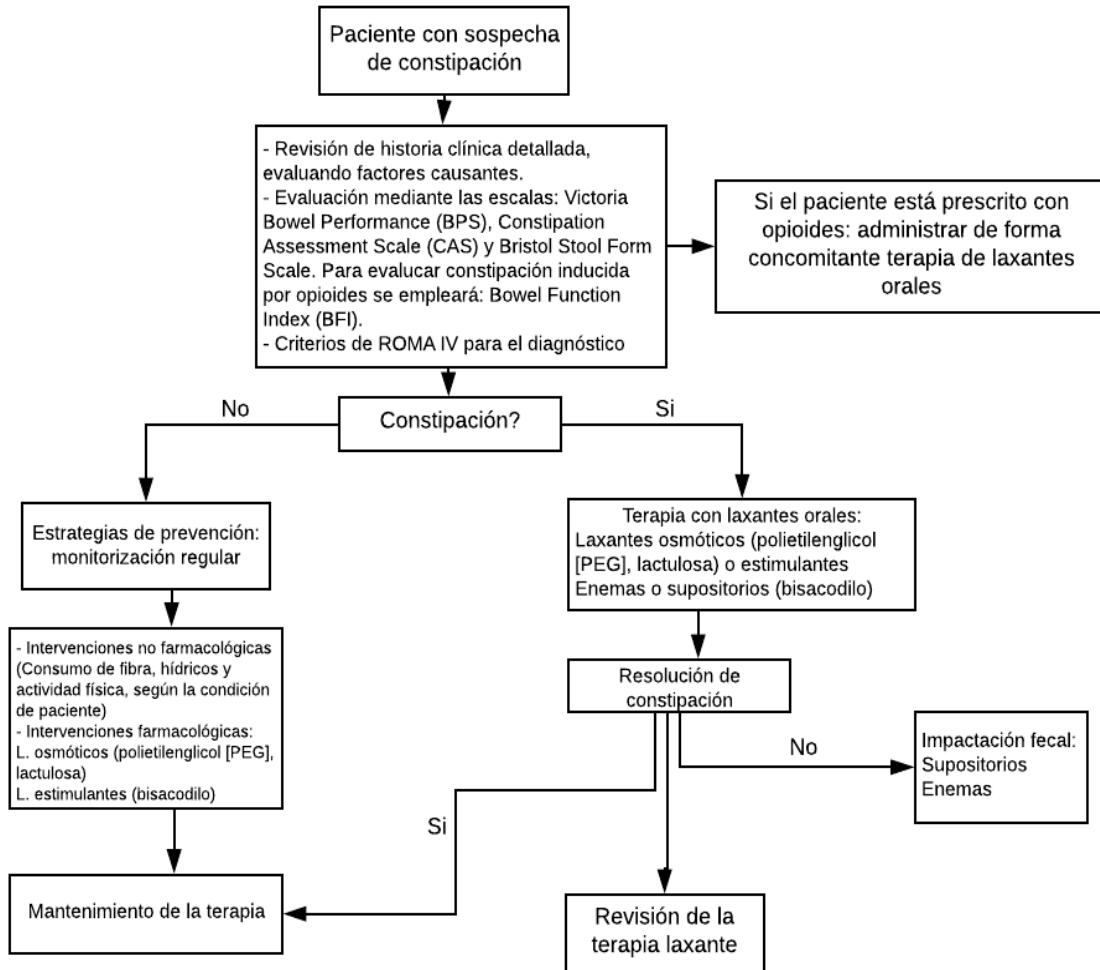 Paciente con sospecha
de constipación
- Revisión de historia clínica detallada,
evaluando factores causantes.
- Evaluación mediante las escalas: Victoria
Bowel Performance (BPS), Constipation
Assessment Scale (CAS) y Bristol Stool Form
Scale. Para evalucar constipación inducida
por opioides se empleará: Bowel Function
Index (BFI).
- Criterios de ROMA IV para el diagnóstico
Si el paciente está prescrito con
opioides: administrar de forma
concomitante terapia de laxantes
orales
No
Constipación?
Si
Estrategias de prevención:
monitorización regular
Terapia con laxantes orales:
Laxantes osmóticos (polietilenglicol
[PEG], lactulosa) o estimulantes
Enemas o supositorios (bisacodilo)
- Intervenciones no farmacológicas
(Consumo de fibra, hídricos y
actividad física, según la condición
de paciente)
- Intervenciones farmacológicas:
L. osmóticos (polietilenglicol [PEG],
lactulosa)
L. estimulantes (bisacodilo)
Resolución de
constipación
No
Impactación fecal:
Supositorios
Enemas
Si
Mantenimiento de la terapia
Revisión de la
terapia laxante